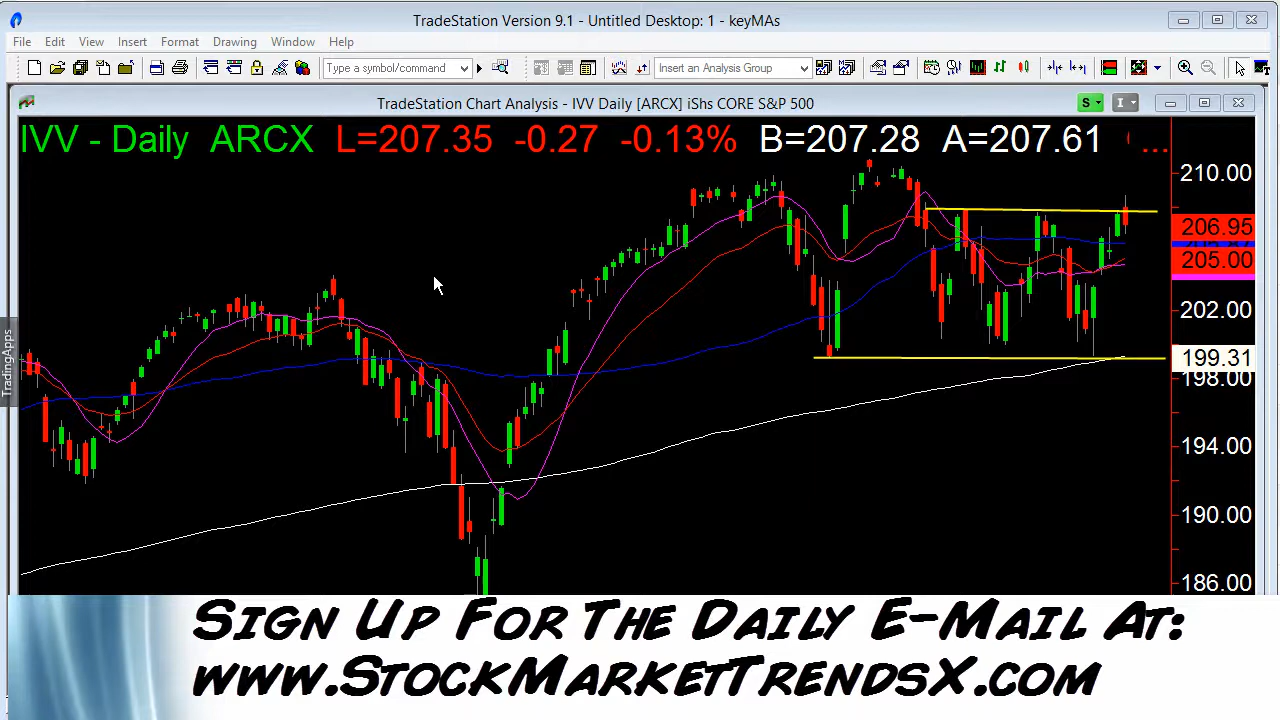 TradeStation Version 9.1 - Untitled Desktop: 1 - keyMAs
File Edit View Insert Format Drawing Window Help
Type a symbol/command Insert an Analysis Group
TradeStation Chart Analysis - IVV Daily [ARCX] iShs CORE S&P 500 S I
IVV - Daily ARCX L=207.35 -0.27 -0.13% B=207.28 A=207.61 ...
210.00
206.95
205.00
202.00
199.31
198.00
194.00
190.00
186.00
TradingApps
Sign Up For The Daily E-Mail At:
www.StockMarketTrendsX.com